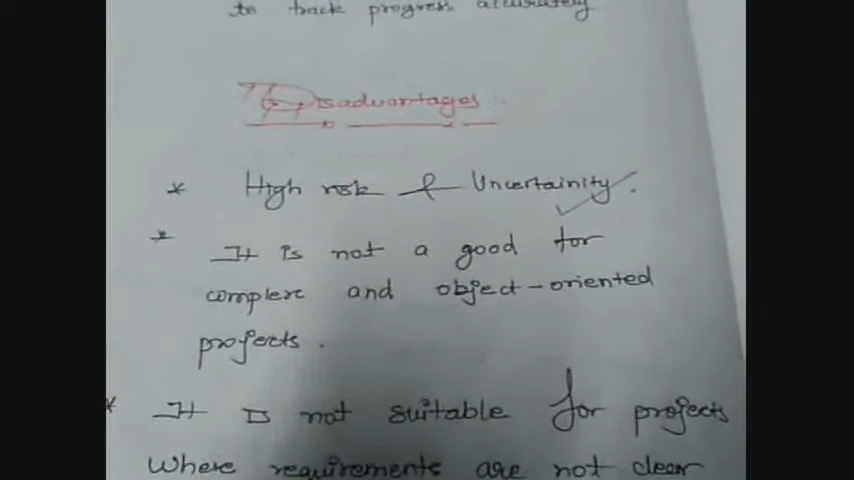 to track progress accurately
Disadvantages
* High risk & Uncertainity.
* It is not a good for
complex and object-oriented
projects.
* It is not suitable for projects
where requirements are not clear